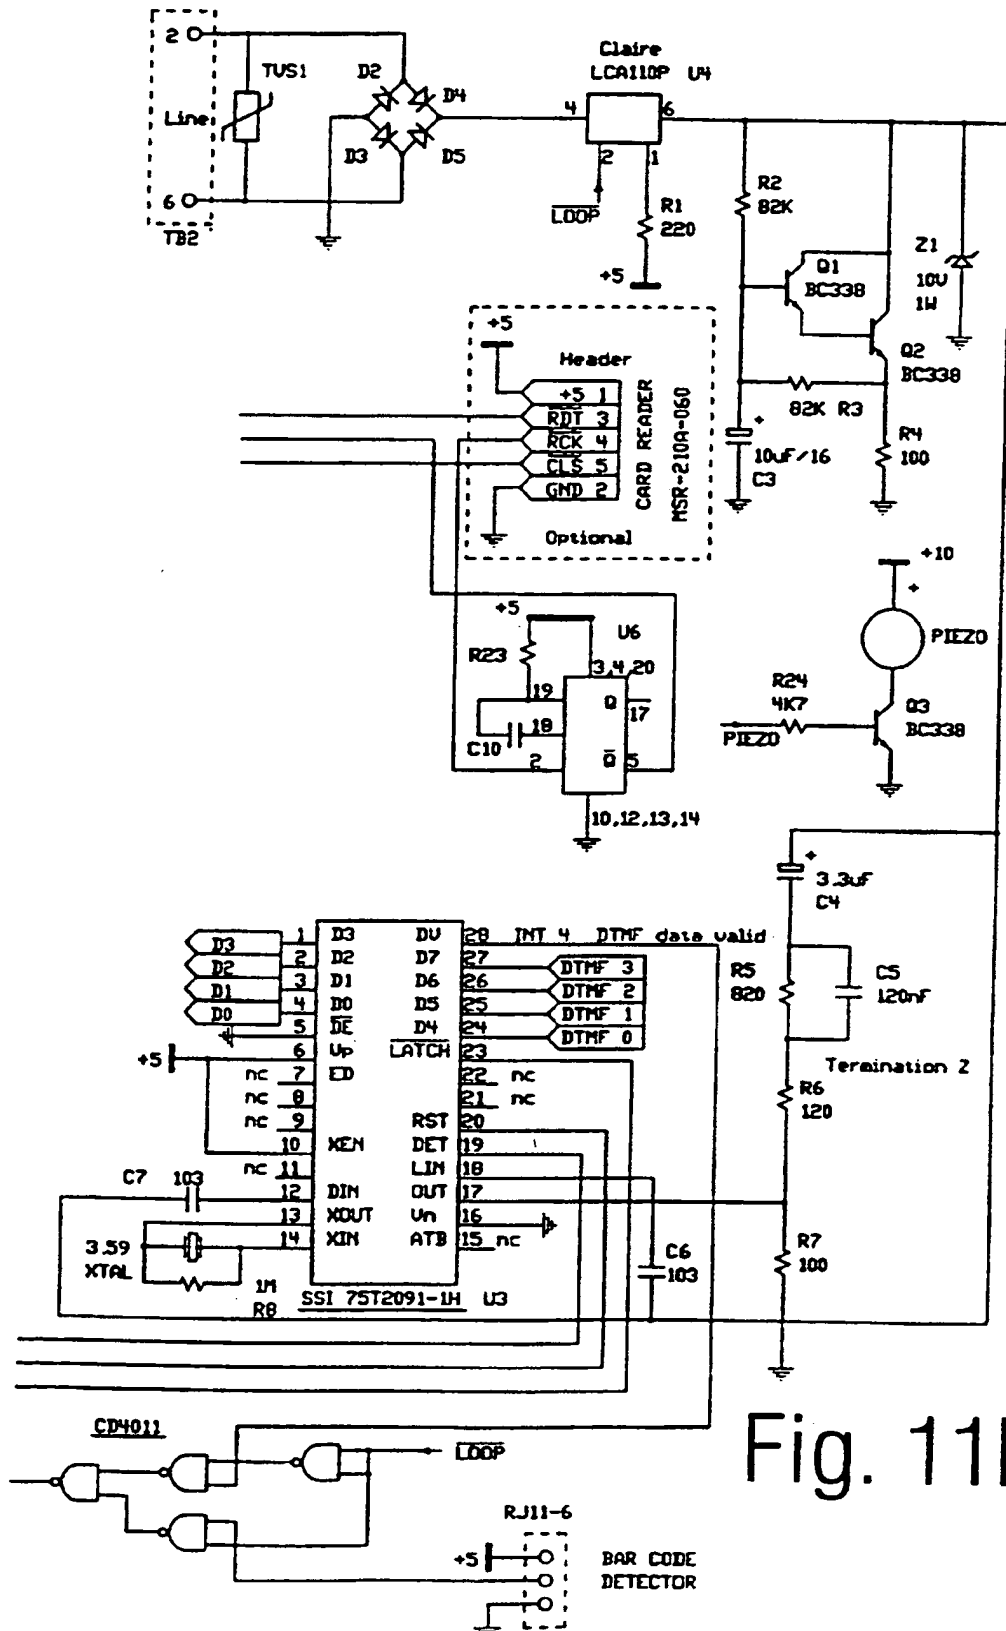 2
TVS1
Line
6
TB2
D2
D4
D3
D5
Claire
LCA110P U4
4
6
2
1
LOOP
R1
220
+5
R2
82K
Q1
BC338
Z1
10V
1W
Q2
BC338
82K R3
10uF/16
C3
R4
100
+5
Header
+5 1
RDT 3
RCK 4
CLS 5
GND 2
CARD READER
MSR-210A-060
Optional
+10
+
PIEZO
R24
4K7
PIEZO
Q3
BC338
+5
U6
R23
3,4,20
19
Q
17
18
C10
2
Q
5
10,12,13,14
+
3.3uF
C4
R5
820
C5
120nF
Termination Z
R6
120
R7
100
D3
D2
D1
D0
1 D3 DV 28 INT 4 DTMF data valid
2 D2 D7 27 DTMF 3
3 D1 D6 26 DTMF 2
4 D0 D5 25 DTMF 1
5 DE D4 24 DTMF 0
+5
6 Vp LATCH 23
nc 7 ED 22 nc
nc 8 21 nc
nc 9 RST 20
10 XEN DET 19
nc 11 LIN 18
C7 103
12 DIN OUT 17
13 XOUT Vn 16
14 XIN ATB 15 nc
3.59
XTAL
1M
R8
SSI 75T2091-1H U3
C6
103
CD4011
LOOP
Fig. 11
RJ11-6
+5
BAR CODE
DETECTOR